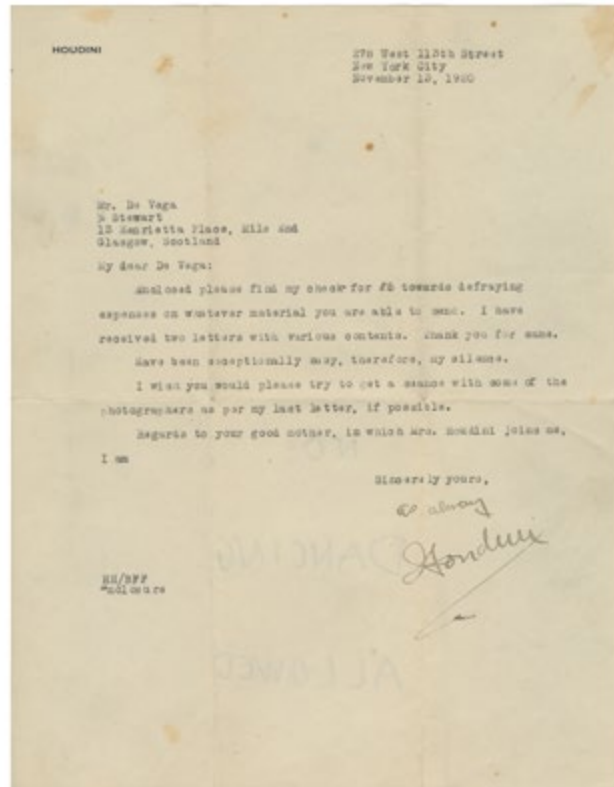 HOUDINI
278 West 113th Street
New York City
November 13, 1920
Mr. De Vega
% Stewart
13 Henrietta Place, Mile End
Glasgow, Scotland
My dear De Vega:
Enclosed please find my check for towards defraying
expenses on whatever material you are able to send. I have
received two letters with various contents. Thank you for same.
Have been exceptionally busy, therefore, my silence.
I wish you would please try to get a seance with some of the
photographers as per my last letter, if possible.
Regards to your good mother, in which Mrs. Houdini joins me,
I am
Sincerely yours,
as always
Houdini
HH/BFF
Enclosure
DANCING
ALLOWED